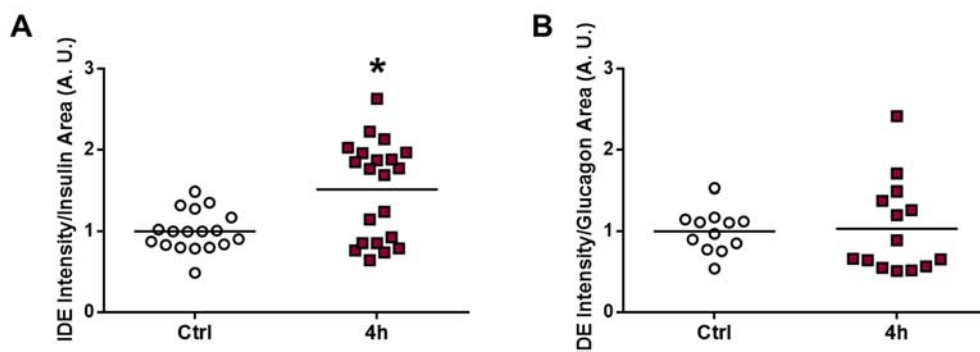 A
IDE Intensity/Insulin Area (A. U.)
3
2
1
0
*
Ctrl
4h
B
DE Intensity/Glucagon Area (A. U.)
3
2
1
0
Ctrl
4h